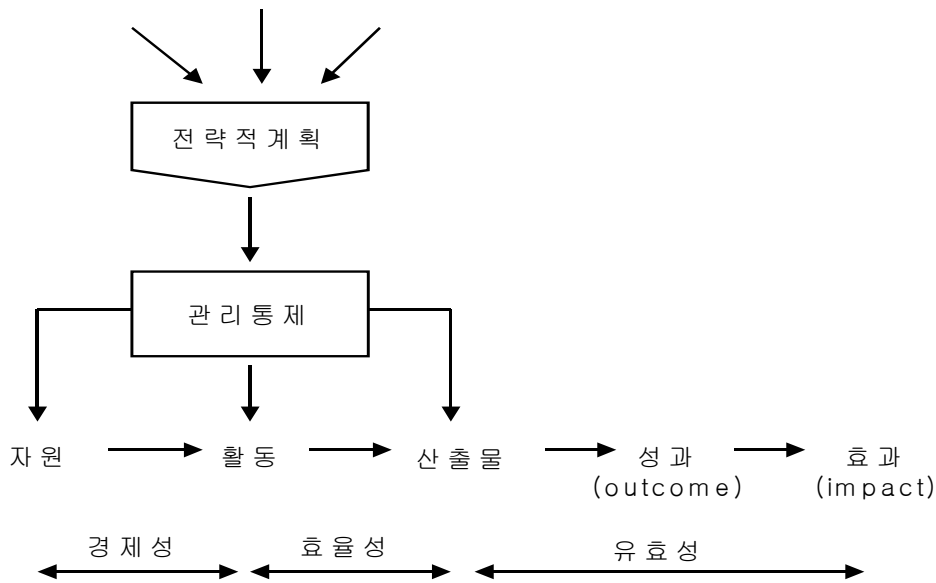 전략적계획
관리통제
자원
활동
산출물
성과
(outcome)
효과
(impact)
경제성
효율성
유효성